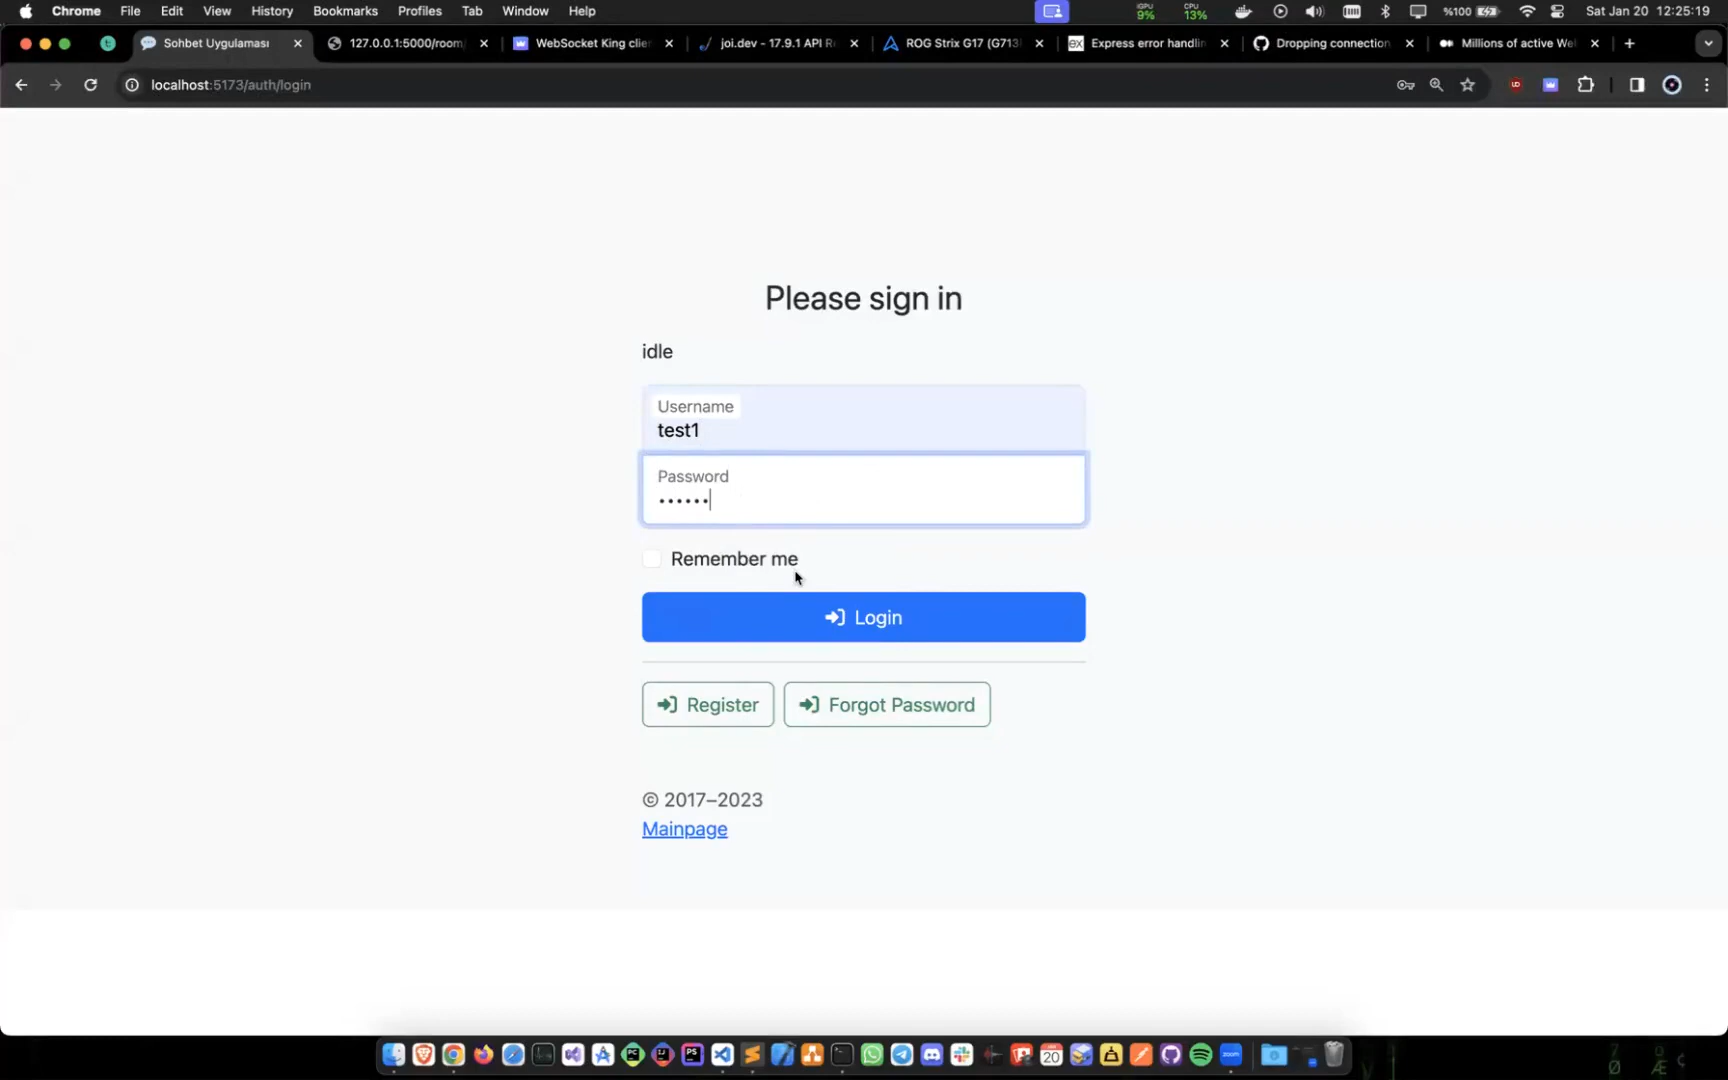 Chrome File Edit View History Bookmarks Profiles Tab Window Help
IGPU 9% CPU 13% %100 Sat Jan 20 12:25:19
Sohbet Uygulaması 127.0.0.1:5000/room WebSocket King clie joi.dev - 17.9.1 API R ROG Strix G17 (G713 Express error handlin Dropping connection Millions of active We
localhost:5173/auth/login
Please sign in
idle
Username
test1
Password
••••••
Remember me
Login
Register Forgot Password
© 2017–2023
Mainpage